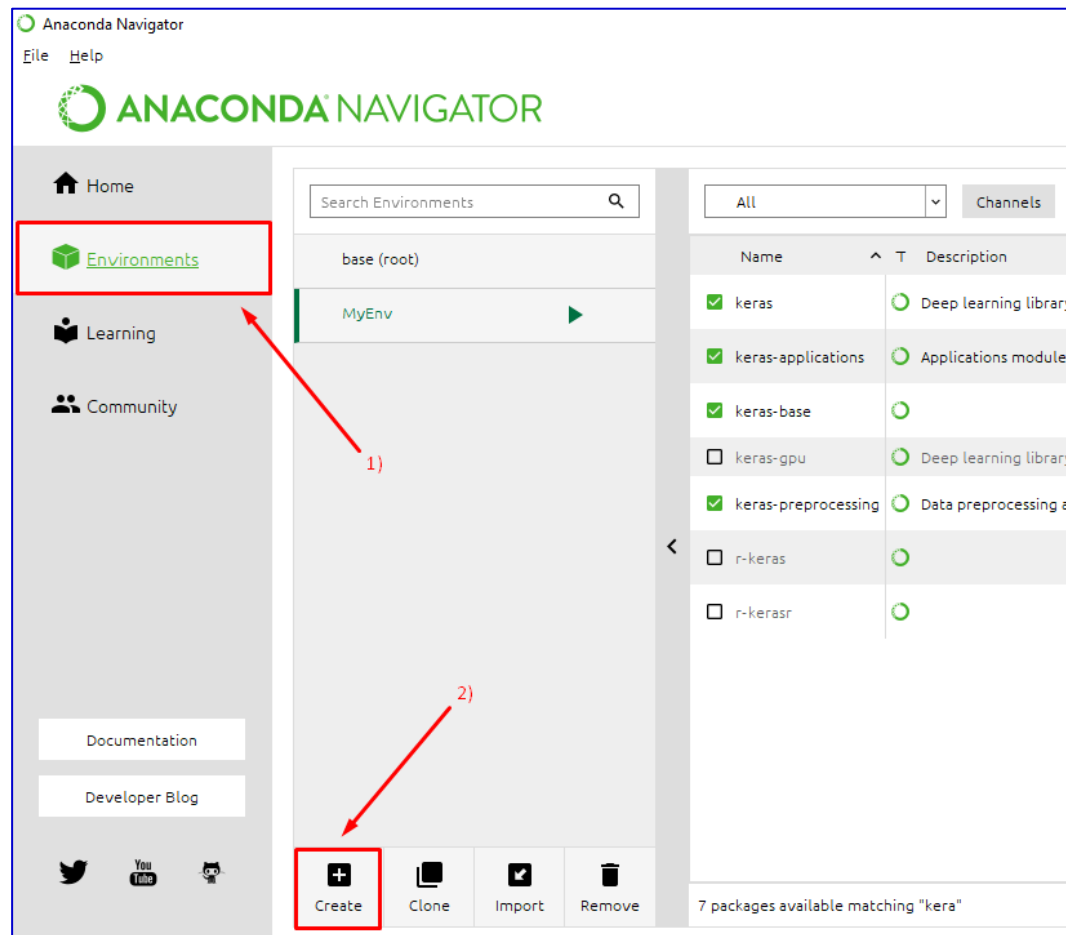 Anaconda Navigator
File Help
ANACONDA NAVIGATOR
Home
Environments
Learning
Community
1)
Documentation
Developer Blog
You
Tube
Search Environments
base (root)
MyEnv
2)
Create Clone Import Remove
All Channels
Name T Description
keras Deep learning library
keras-applications Applications module
keras-base
keras-gpu Deep learning library
keras-preprocessing Data preprocessing a
r-keras
r-kerasr
7 packages available matching "kera"